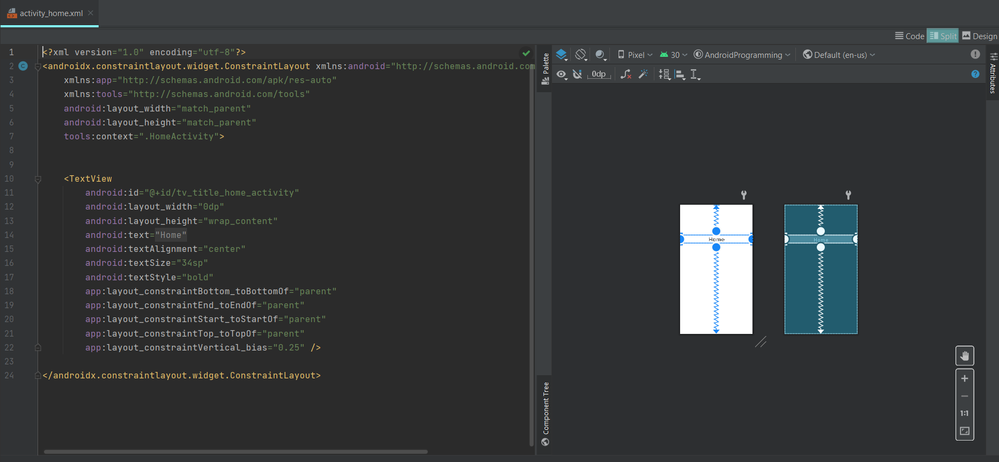 activity_home.xml
Code Split Design
1 <?xml version="1.0" encoding="utf-8"?>
2 <androidx.constraintlayout.widget.ConstraintLayout xmlns:android="http://schemas.android.com
3 xmlns:app="http://schemas.android.com/apk/res-auto"
4 xmlns:tools="http://schemas.android.com/tools"
5 android:layout_width="match_parent"
6 android:layout_height="match_parent"
7 tools:context=".HomeActivity">
8
9
10 <TextView
11 android:id="@+id/tv_title_home_activity"
12 android:layout_width="0dp"
13 android:layout_height="wrap_content"
14 android:text="Home"
15 android:textAlignment="center"
16 android:textSize="34sp"
17 android:textStyle="bold"
18 app:layout_constraintBottom_toBottomOf="parent"
19 app:layout_constraintEnd_toEndOf="parent"
20 app:layout_constraintStart_toStartOf="parent"
21 app:layout_constraintTop_toTopOf="parent"
22 app:layout_constraintVertical_bias="0.25" />
23
24 </androidx.constraintlayout.widget.ConstraintLayout>
C
Palette
Component Tree
Pixel 30 AndroidProgramming Default (en-us)
0dp
Home
Home
1:1
Attributes